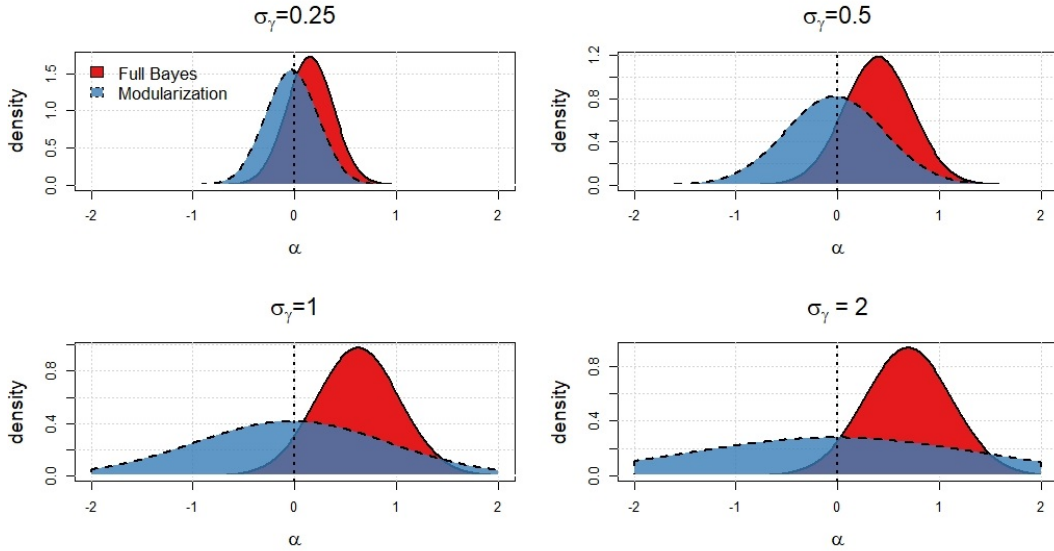 σγ=0.25
σγ=0.5
density
0.0 0.5 1.0 1.5
Full Bayes
Modularization
-2 -1 0 1 2
α
density
0.0 0.4 0.8 1.2
-2 -1 0 1 2
α
σγ=1
σγ = 2
density
0.0 0.4 0.8
-2 -1 0 1 2
α
density
0.0 0.4 0.8
-2 -1 0 1 2
α